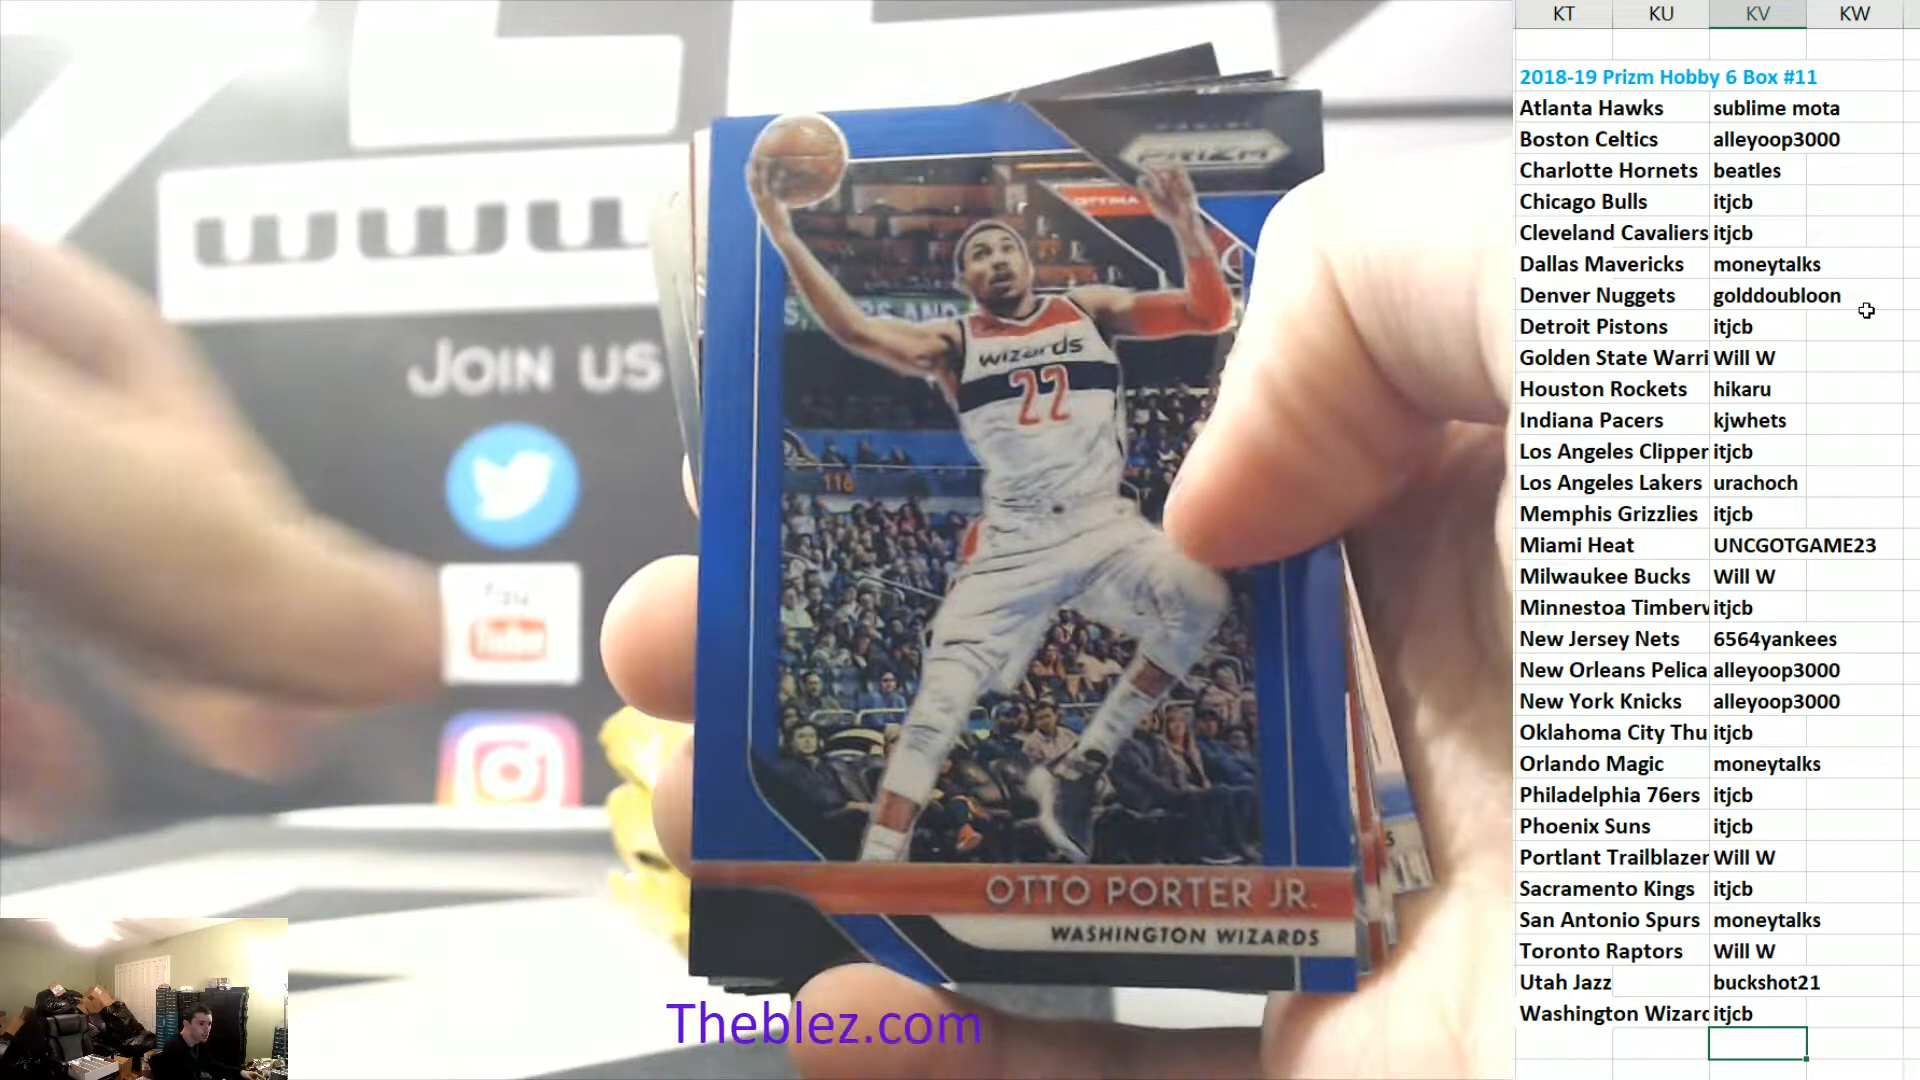 KT KU KV KW
2018-19 Prizm Hobby 6 Box #11
Atlanta Hawks sublime mota
Boston Celtics alleyoop3000
Charlotte Hornets beatles
Chicago Bulls itjcb
Cleveland Cavaliers itjcb
Dallas Mavericks moneytalks
Denver Nuggets golddoubloon
Detroit Pistons itjcb
Golden State Warri Will W
Houston Rockets hikaru
Indiana Pacers kjwhets
Los Angeles Clipper itjcb
Los Angeles Lakers urachoch
Memphis Grizzlies itjcb
Miami Heat UNCGOTGAME23
Milwaukee Bucks Will W
Minnestoa Timberv itjcb
New Jersey Nets 6564yankees
New Orleans Pelica alleyoop3000
New York Knicks alleyoop3000
Oklahoma City Thu itjcb
Orlando Magic moneytalks
Philadelphia 76ers itjcb
Phoenix Suns itjcb
Portlant Trailblazer Will W
Sacramento Kings itjcb
San Antonio Spurs moneytalks
Toronto Raptors Will W
Utah Jazz buckshot21
Washington Wizard itjcb
PRIZM
www
JOIN US
You
Tube
wizards
22
116
OTTO PORTER JR.
WASHINGTON WIZARDS
Theblez.com